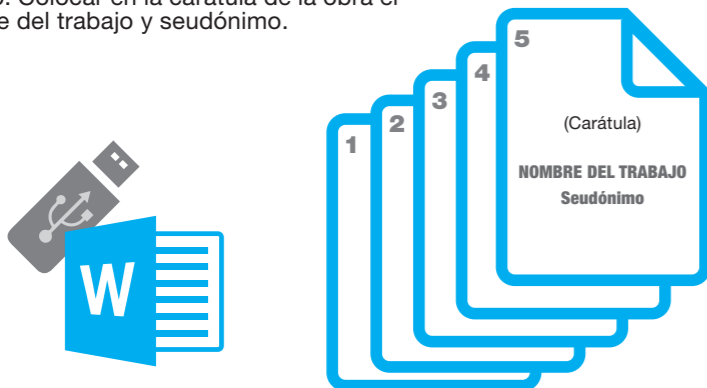 o. Colocar en la carátula de la obra el
e del trabajo y seudónimo.
5
4
3
2
1
(Carátula)
NOMBRE DEL TRABAJO
Seudónimo
W